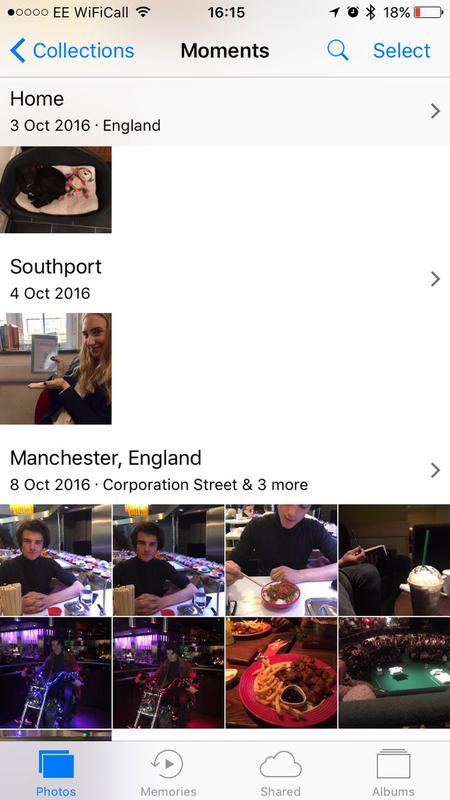 EE WiFiCall 16:15 18%
Collections Moments Select
Home
3 Oct 2016 · England
Southport
4 Oct 2016
Manchester, England
8 Oct 2016 · Corporation Street & 3 more
Photos Memories Shared Albums